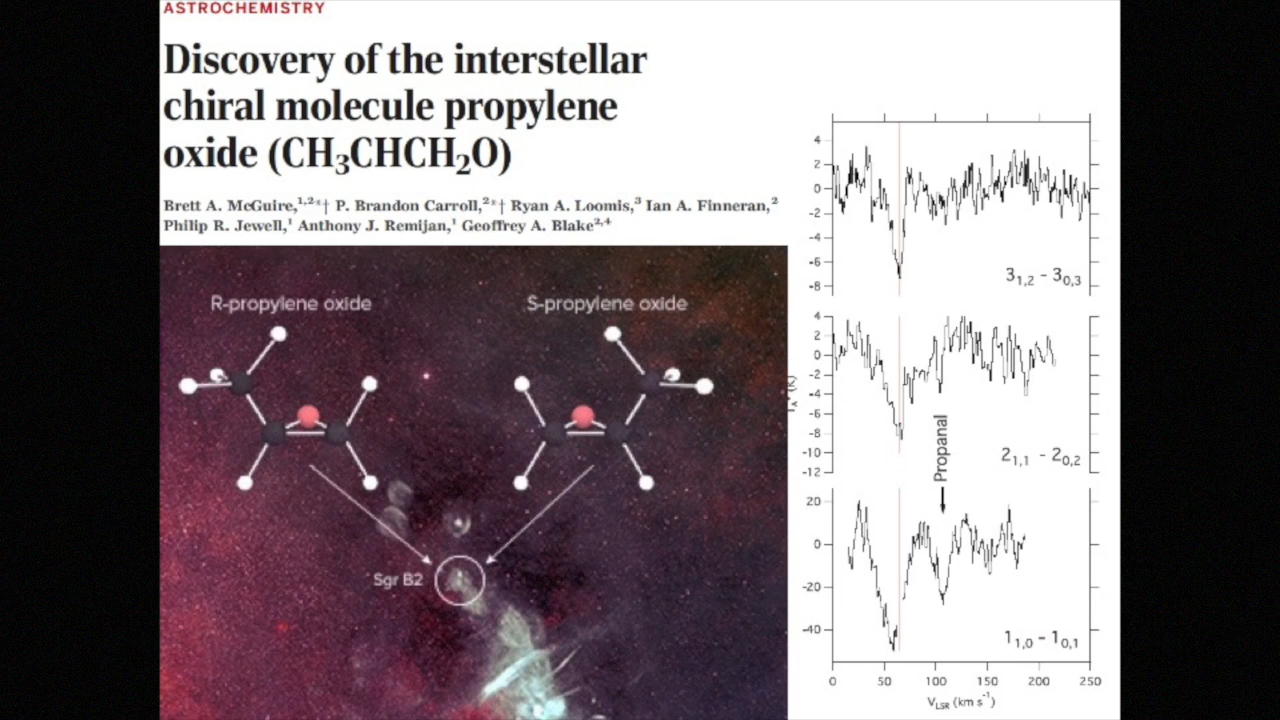 ASTROCHEMISTRY
Discovery of the interstellar
chiral molecule propylene
oxide (CH₃CHCH₂O)
Brett A. McGuire,¹,²*† P. Brandon Carroll,²*† Ryan A. Loomis,³ Ian A. Finneran,²
Philip R. Jewell,¹ Anthony J. Remijan,¹ Geoffrey A. Blake²,⁴
R-propylene oxide
S-propylene oxide
Sgr B2
4
2
0
-2
-4
-6
-8
3₁,₂ - 3₀,₃
4
2
0
-2
-4
-6
-8
-10
-12
2₁,₁ - 2₀,₂
Propanal
20
0
-20
-40
1₁,₀ - 1₀,₁
0 50 100 150 200 250
V_LSR (km s⁻¹)